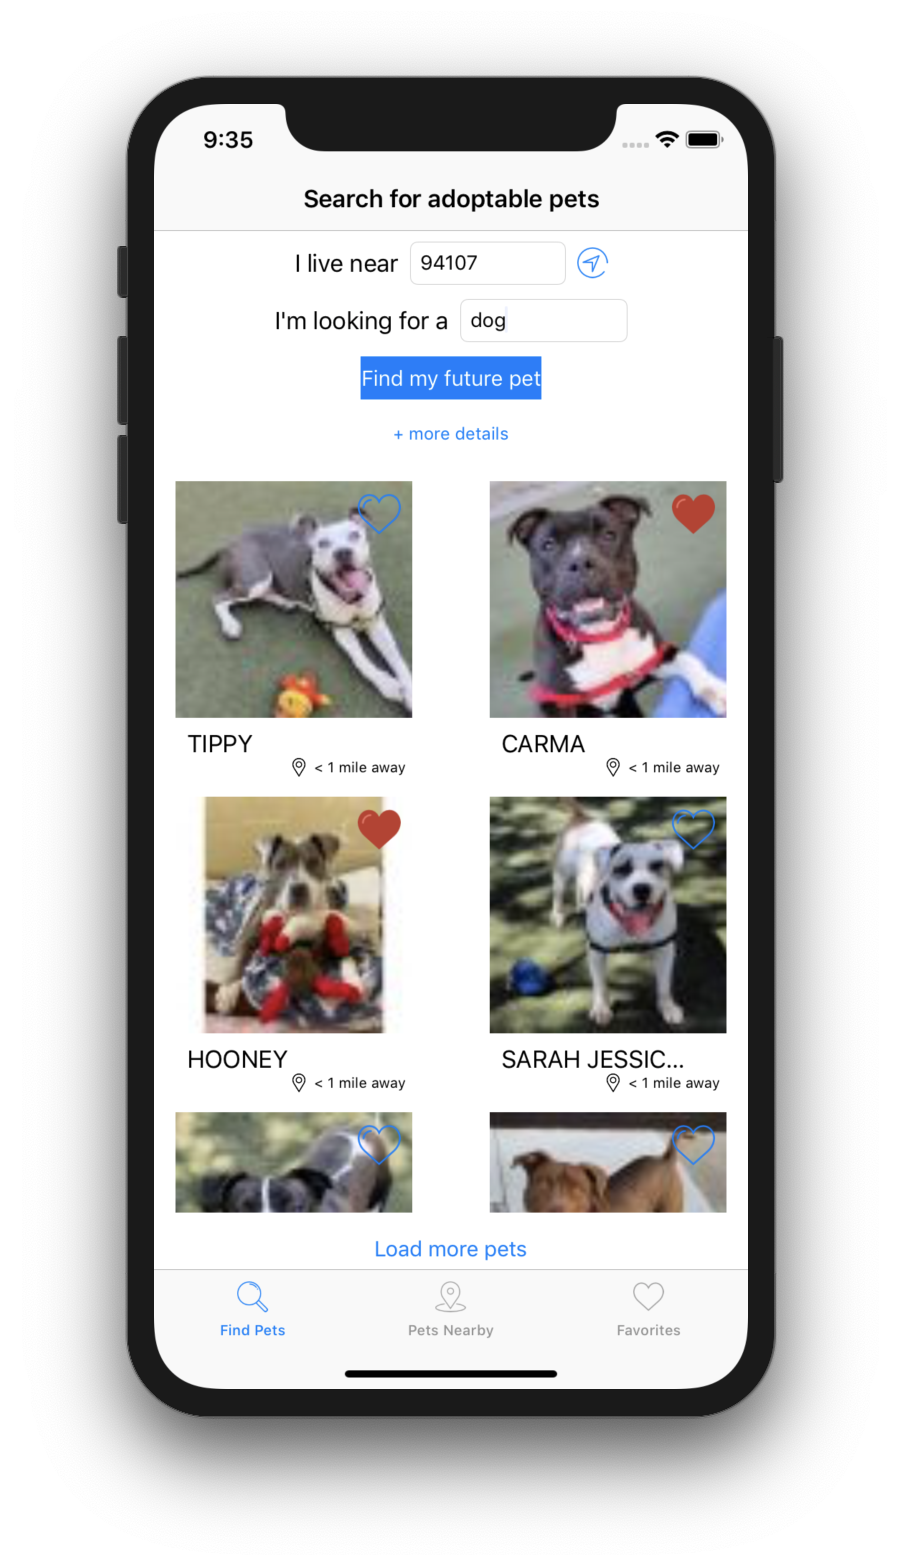 9:35
Search for adoptable pets
I live near 94107
I'm looking for a dog
Find my future pet
+ more details
TIPPY CARMA
< 1 mile away < 1 mile away
HOONEY SARAH JESSIC...
< 1 mile away < 1 mile away
Load more pets
Find Pets Pets Nearby Favorites